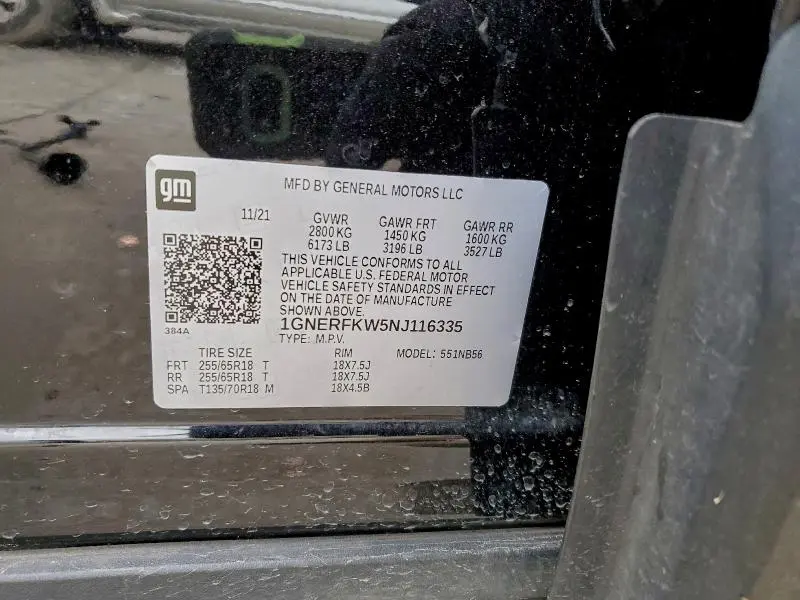 gm
MFD BY GENERAL MOTORS LLC
11/21 GVWR GAWR FRT GAWR RR
2800 KG 1450 KG 1600 KG
6173 LB 3196 LB 3527 LB
THIS VEHICLE CONFORMS TO ALL
APPLICABLE U.S. FEDERAL MOTOR
VEHICLE SAFETY STANDARDS IN EFFECT
ON THE DATE OF MANUFACTURE
SHOWN ABOVE.
384A
1GNERFKW5NJ116335
TYPE: M.P.V.
TIRE SIZE RIM MODEL: 551NB56
FRT 255/65R18 T 18X7.5J
RR 255/65R18 T 18X7.5J
SPA T135/70R18 M 18X4.5B